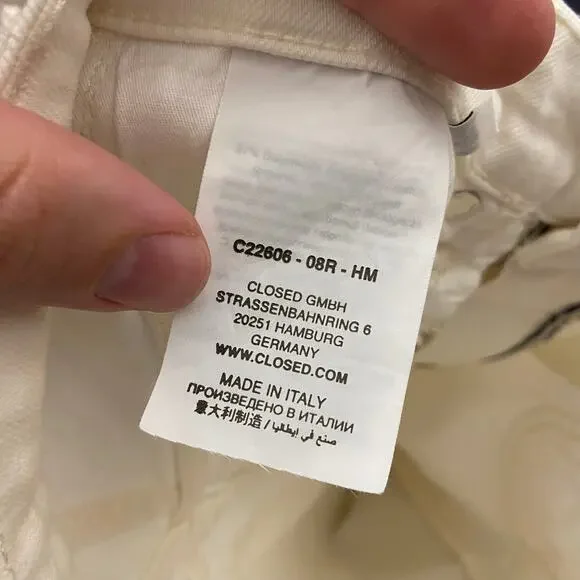 C22606 - 08R - HM
CLOSED GMBH
STRASSENBAHNRING 6
20251 HAMBURG
GERMANY
WWW.CLOSED.COM
MADE IN ITALY
ПРОИЗВЕДЕНО В ИТАЛИИ
意大利制造 / صنع في إيطاليا